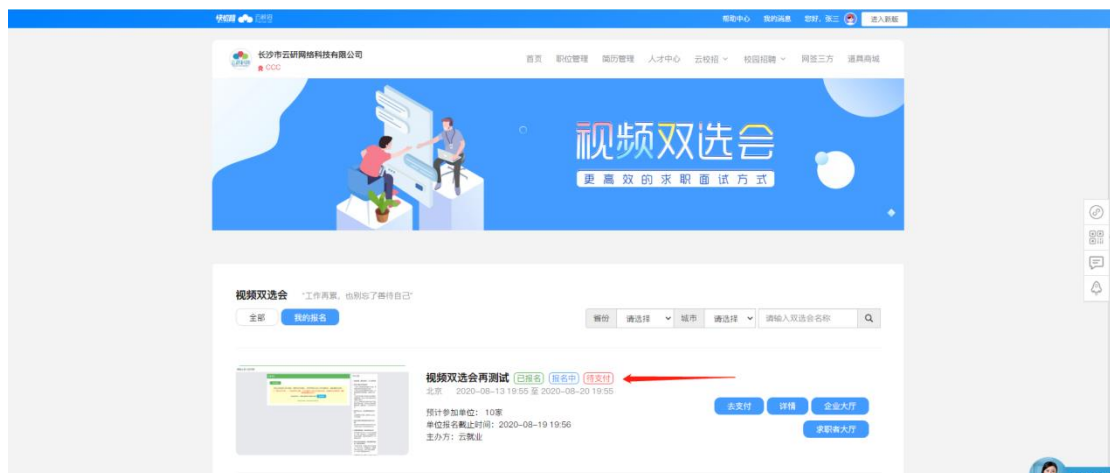 快招网 云就业
帮助中心 我的消息 您好，张三 进入新版
长沙市云研网络科技有限公司
CCC
首页 职位管理 简历管理 人才中心 云校招 校园招聘 网签三方 道具商城
视频双选会
更高效的求职面试方式
视频双选会 "工作再累，也别忘了善待自己"
全部 我的报名
省份 请选择 城市 请选择 请输入双选会名称
视频双选会再测试 已报名 报名中 待支付
北京 2020-08-13 19:55 至 2020-08-20 19:55
去支付 详情 企业大厅
预计参加单位： 10家
单位报名截止时间：2020-08-19 19:56
求职者大厅
主办方：云就业